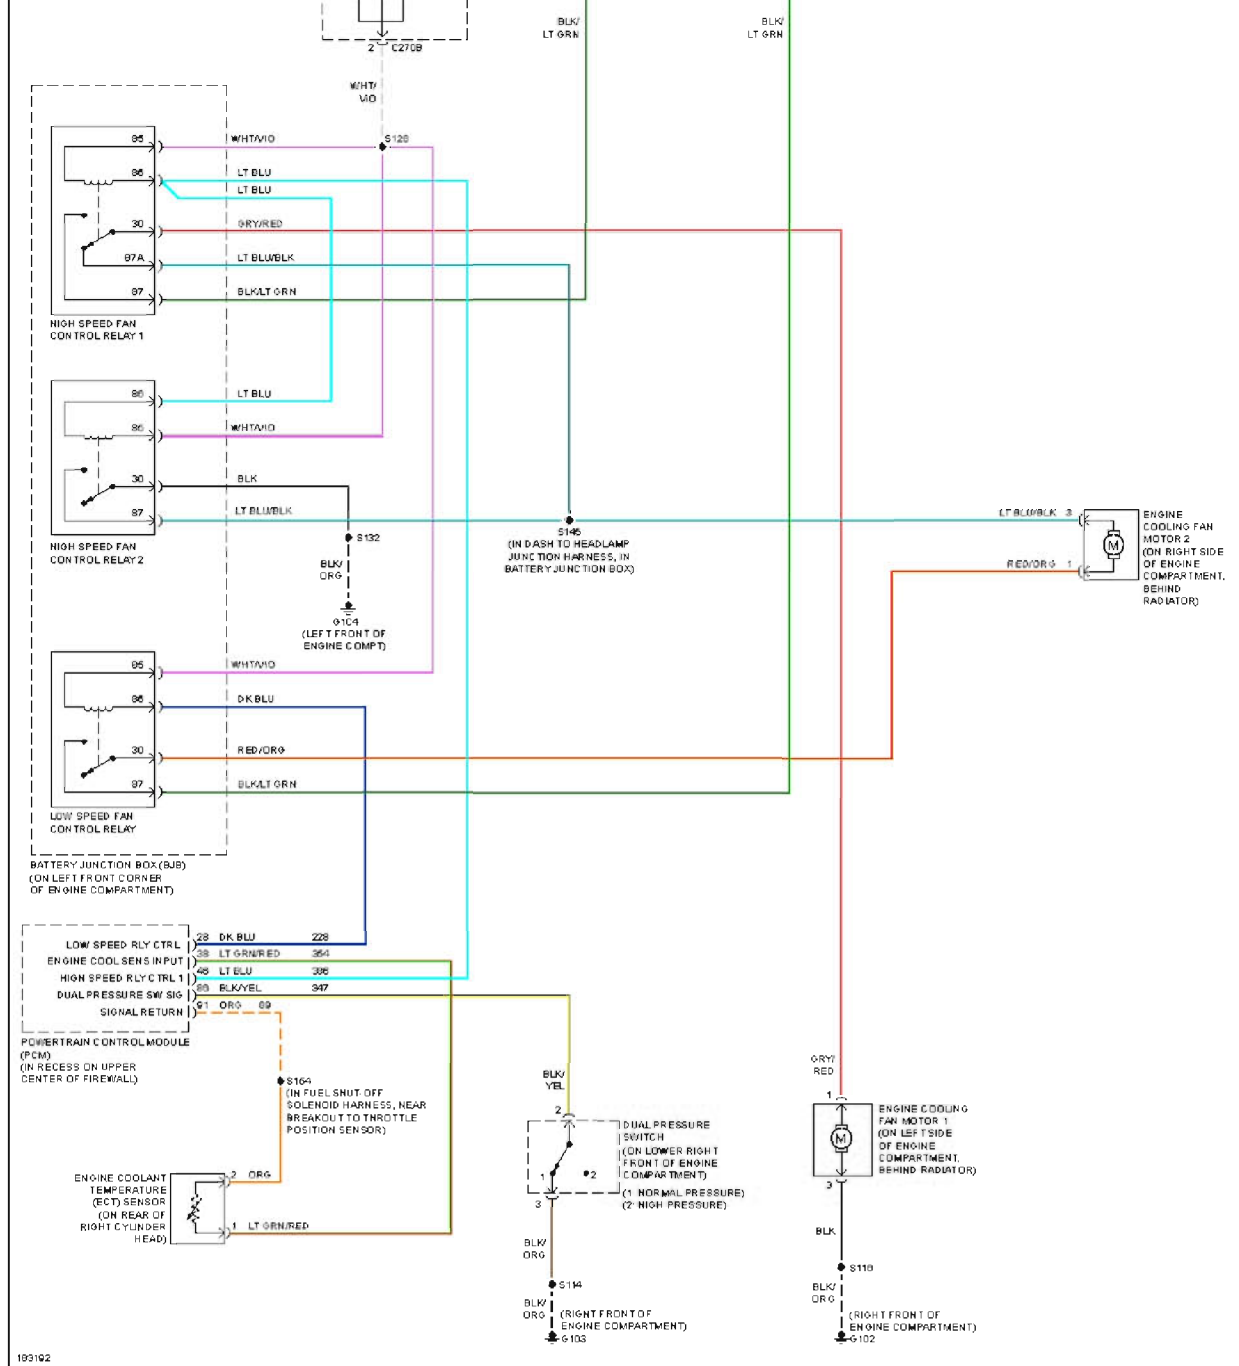 BLK/
LT GRN
BLK/
LT GRN
2 C270B
WHT/
VIO
S128
85 WHT/VIO
86 LT BLU
LT BLU
30 GRY/RED
87A LT BLU/BLK
87 BLK/LT GRN
HIGH SPEED FAN
CONTROL RELAY 1
86 LT BLU
85 WHT/VIO
30 BLK
87 LT BLU/BLK
HIGH SPEED FAN
CONTROL RELAY 2
S132
BLK/
ORG
G104
(LEFT FRONT OF
ENGINE COMPT)
S145
(IN DASH TO HEADLAMP
JUNCTION HARNESS, IN
BATTERY JUNCTION BOX)
LT BLU/BLK 3
RED/ORG 1
M
ENGINE
COOLING FAN
MOTOR 2
(ON RIGHT SIDE
OF ENGINE
COMPARTMENT,
BEHIND
RADIATOR)
85 WHT/VIO
86 DK BLU
30 RED/ORG
87 BLK/LT GRN
LOW SPEED FAN
CONTROL RELAY
BATTERY JUNCTION BOX (BJB)
(ON LEFT FRONT CORNER
OF ENGINE COMPARTMENT)
LOW SPEED RLY CTRL 28 DK BLU 228
ENGINE COOL SENS INPUT 38 LT GRN/RED 354
HIGH SPEED RLY CTRL 1 46 LT BLU 386
DUAL PRESSURE SW SIG 86 BLK/YEL 347
SIGNAL RETURN 91 ORG 89
POWERTRAIN CONTROL MODULE
(PCM)
(IN RECESS ON UPPER
CENTER OF FIREWALL)
S164
(IN FUEL SHUT-OFF
SOLENOID HARNESS, NEAR
BREAKOUT TO THROTTLE
POSITION SENSOR)
ENGINE COOLANT
TEMPERATURE
(ECT) SENSOR
(ON REAR OF
RIGHT CYLINDER
HEAD)
2 ORG
1 LT GRN/RED
BLK/
YEL
2
1
2
3
DUAL PRESSURE
SWITCH
(ON LOWER RIGHT
FRONT OF ENGINE
COMPARTMENT)
(1 NORMAL PRESSURE)
(2 HIGH PRESSURE)
BLK/
ORG
S114
BLK/
ORG
(RIGHT FRONT OF
ENGINE COMPARTMENT)
G103
GRY/
RED
1
M
3
ENGINE COOLING
FAN MOTOR 1
(ON LEFT SIDE
OF ENGINE
COMPARTMENT,
BEHIND RADIATOR)
BLK
S118
BLK/
ORG
(RIGHT FRONT OF
ENGINE COMPARTMENT)
G102
193192